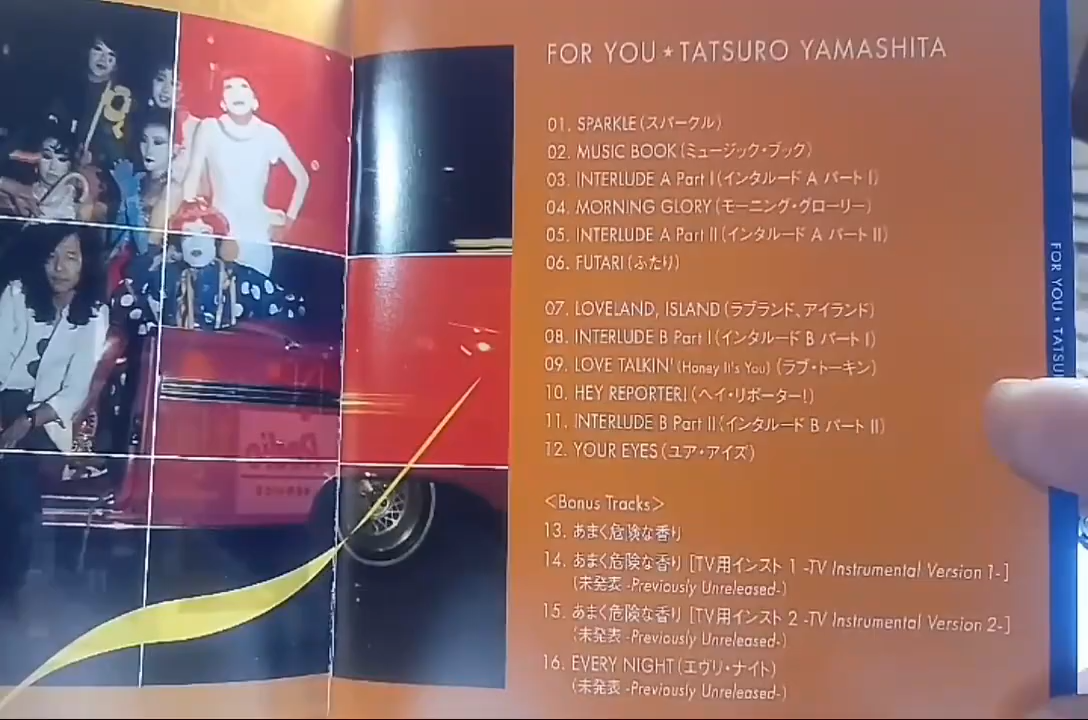 FOR YOU★TATSURO YAMASHITA
01. SPARKLE(スパークル)
02. MUSIC BOOK(ミュージック・ブック)
03. INTERLUDE A Part I(インタルード A パート I)
04. MORNING GLORY(モーニング・グローリー)
05. INTERLUDE A Part II(インタルード A パート II)
06. FUTARI(ふたり)
07. LOVELAND, ISLAND(ラブランド、アイランド)
08. INTERLUDE B Part I(インタルード B パート I)
09. LOVE TALKIN' (Honey It's You) (ラブ・トーキン)
10. HEY REPORTER!(ヘイ・リポーター!)
11. INTERLUDE B Part II(インタルード B パート II)
12. YOUR EYES(ユア・アイズ)
<Bonus Tracks>
13. あまく危険な香り
14. あまく危険な香り [TV用インスト 1 -TV Instrumental Version 1-]
(未発表 -Previously Unreleased-)
15. あまく危険な香り [TV用インスト 2 -TV Instrumental Version 2-]
(未発表 -Previously Unreleased-)
16. EVERY NIGHT(エヴリ・ナイト)
(未発表 -Previously Unreleased-)
FOR YOU★TATSU